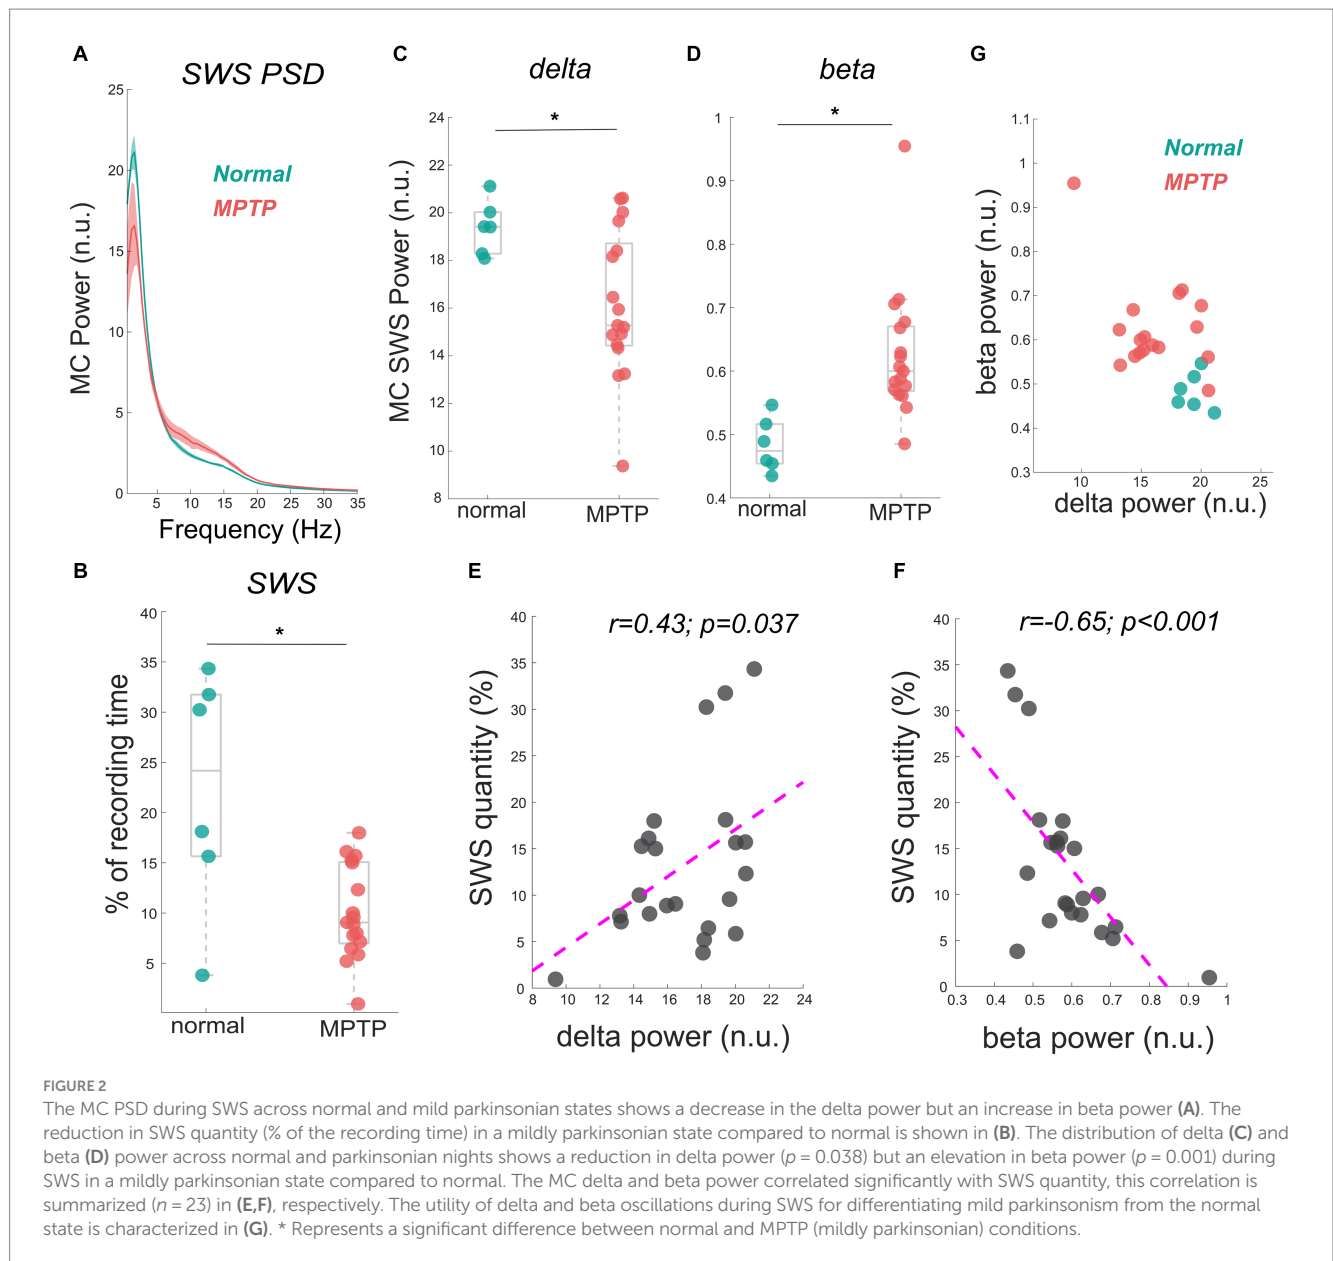 A
SWS PSD
MC Power (n.u.)
25
20
15
10
5
0
5
10
15
20
25
30
35
Frequency (Hz)
Normal
MPTP
C
delta
*
MC SWS Power (n.u.)
24
22
20
18
16
14
12
10
8
normal
MPTP
D
beta
*
1
0.9
0.8
0.7
0.6
0.5
0.4
normal
MPTP
G
Normal
MPTP
beta power (n.u.)
1.1
1
0.9
0.8
0.7
0.6
0.5
0.4
0.3
10
15
20
25
delta power (n.u.)
B
SWS
*
% of recording time
40
35
30
25
20
15
10
5
normal
MPTP
E
r=0.43; p=0.037
SWS quantity (%)
40
35
30
25
20
15
10
5
0
8
10
12
14
16
18
20
22
24
delta power (n.u.)
F
r=-0.65; p<0.001
SWS quantity (%)
40
35
30
25
20
15
10
5
0
0.3
0.4
0.5
0.6
0.7
0.8
0.9
1
beta power (n.u.)
FIGURE 2
The MC PSD during SWS across normal and mild parkinsonian states shows a decrease in the delta power but an increase in beta power (A). The
reduction in SWS quantity (% of the recording time) in a mildly parkinsonian state compared to normal is shown in (B). The distribution of delta (C) and
beta (D) power across normal and parkinsonian nights shows a reduction in delta power (p = 0.038) but an elevation in beta power (p = 0.001) during
SWS in a mildly parkinsonian state compared to normal. The MC delta and beta power correlated significantly with SWS quantity, this correlation is
summarized (n = 23) in (E,F), respectively. The utility of delta and beta oscillations during SWS for differentiating mild parkinsonism from the normal
state is characterized in (G). * Represents a significant difference between normal and MPTP (mildly parkinsonian) conditions.